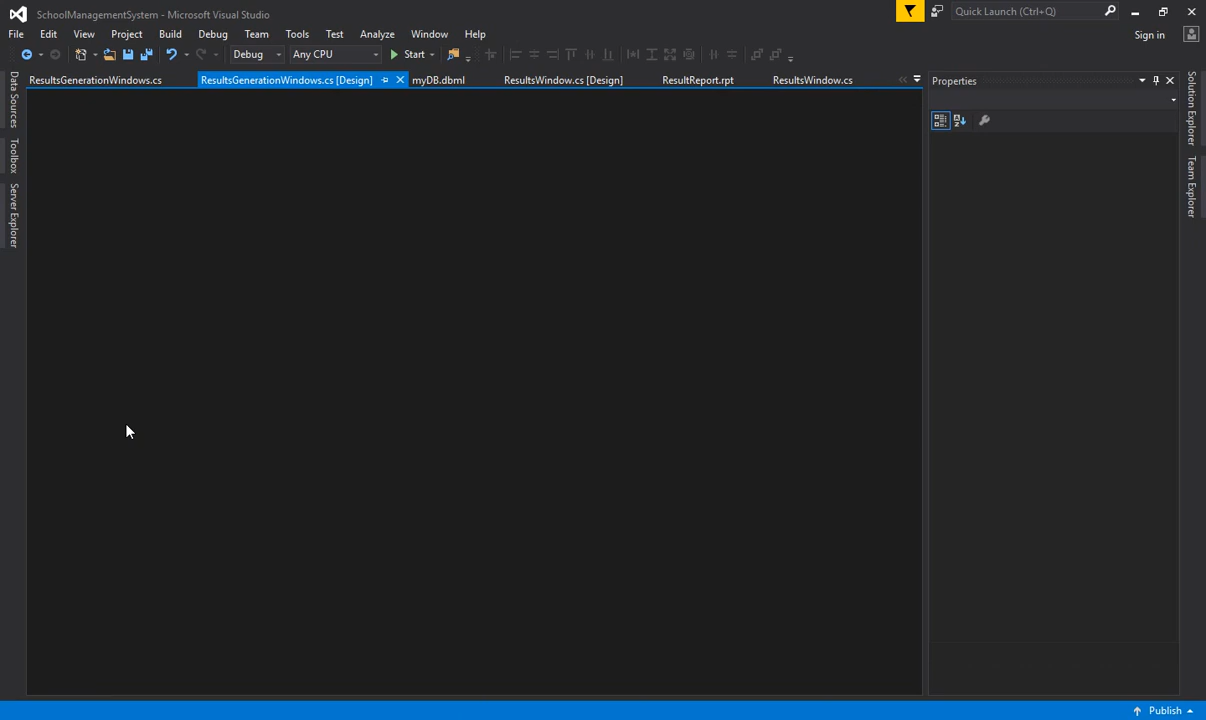 SchoolManagementSystem - Microsoft Visual Studio
Quick Launch (Ctrl+Q)
File Edit View Project Build Debug Team Tools Test Analyze Window Help
Sign in
Debug Any CPU Start
ResultsGenerationWindows.cs ResultsGenerationWindows.cs [Design] myDB.dbml ResultsWindow.cs [Design] ResultReport.rpt ResultsWindow.cs
Properties
Data Sources
Toolbox
Server Explorer
Solution Explorer
Team Explorer
Publish